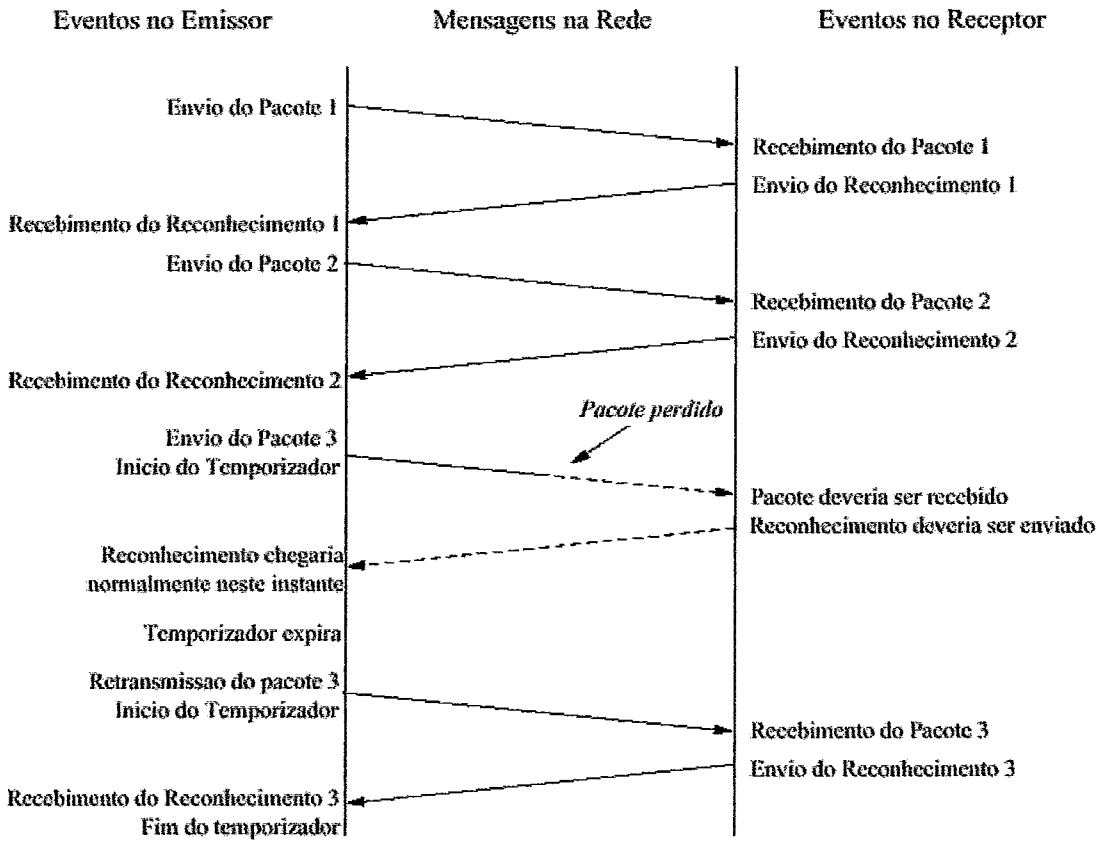 Eventos no Emissor
Mensagens na Rede
Eventos no Receptor
Envio do Pacote 1
Recebimento do Pacote 1
Envio do Reconhecimento 1
Recebimento do Reconhecimento 1
Envio do Pacote 2
Recebimento do Pacote 2
Envio do Reconhecimento 2
Recebimento do Reconhecimento 2
Pacote perdido
Envio do Pacote 3
Inicio do Temporizador
Pacote deveria ser recebido
Reconhecimento deveria ser enviado
Reconhecimento chegaria
normalmente neste instante
Temporizador expira
Retransmissao do pacote 3
Inicio do Temporizador
Recebimento do Pacote 3
Envio do Reconhecimento 3
Recebimento do Reconhecimento 3
Fim do temporizador